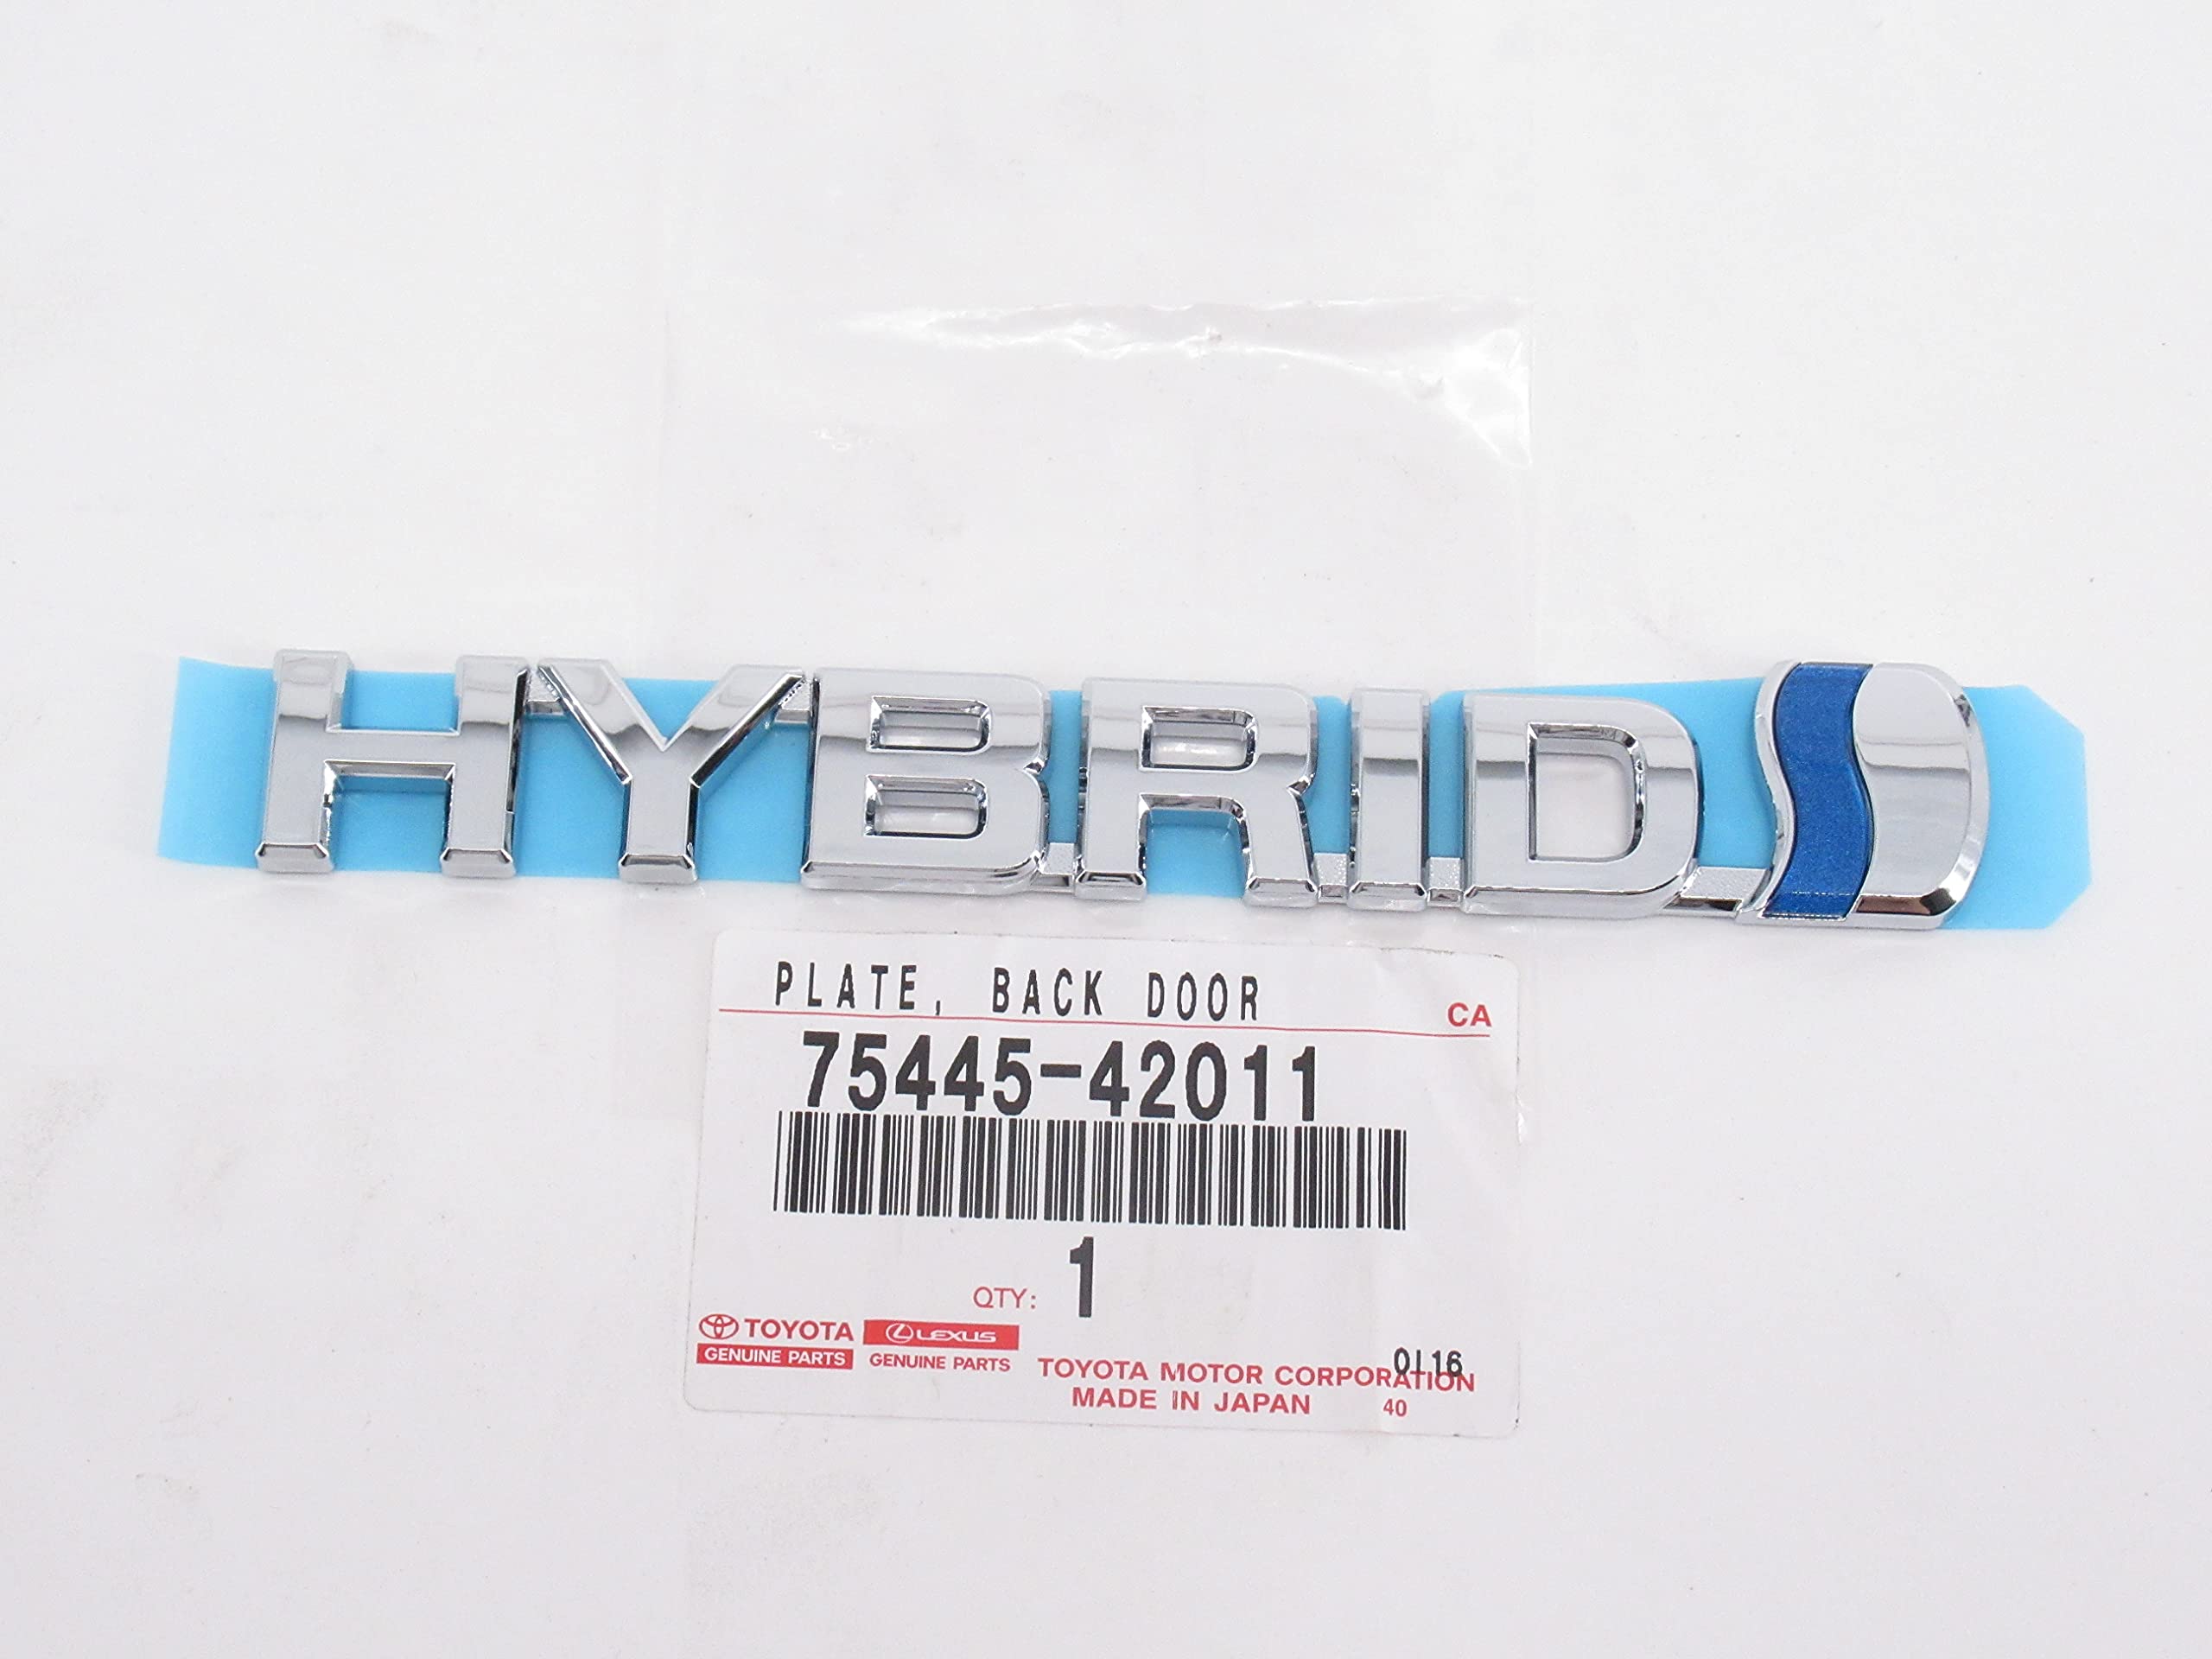 HYBRID
PLATE, BACK DOOR
CA
75445-42011
1
QTY:
TOYOTA LEXUS
GENUINE PARTS GENUINE PARTS
0116
TOYOTA MOTOR CORPORATION
MADE IN JAPAN 40